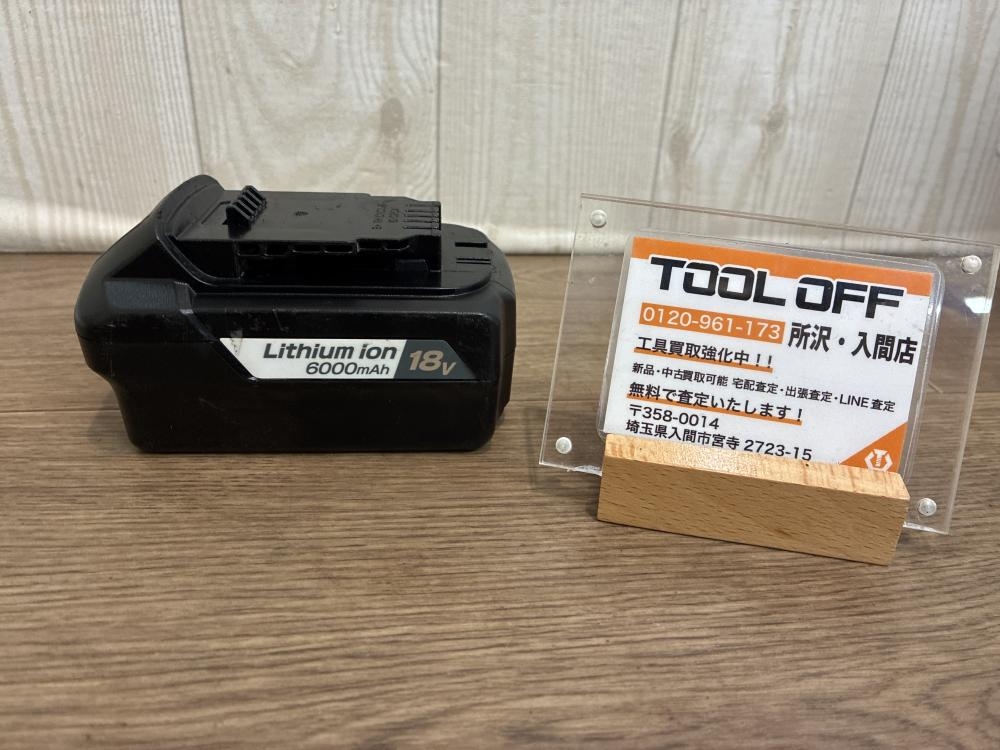 Lithium ion
6000mAh
18V
TOOL OFF
0120-961-173
所沢・入間店
工具買取強化中!!
新品・中古買取可能 宅配査定・出張査定・LINE査定
無料で査定いたします!
〒358-0014
埼玉県入間市宮寺 2723-15